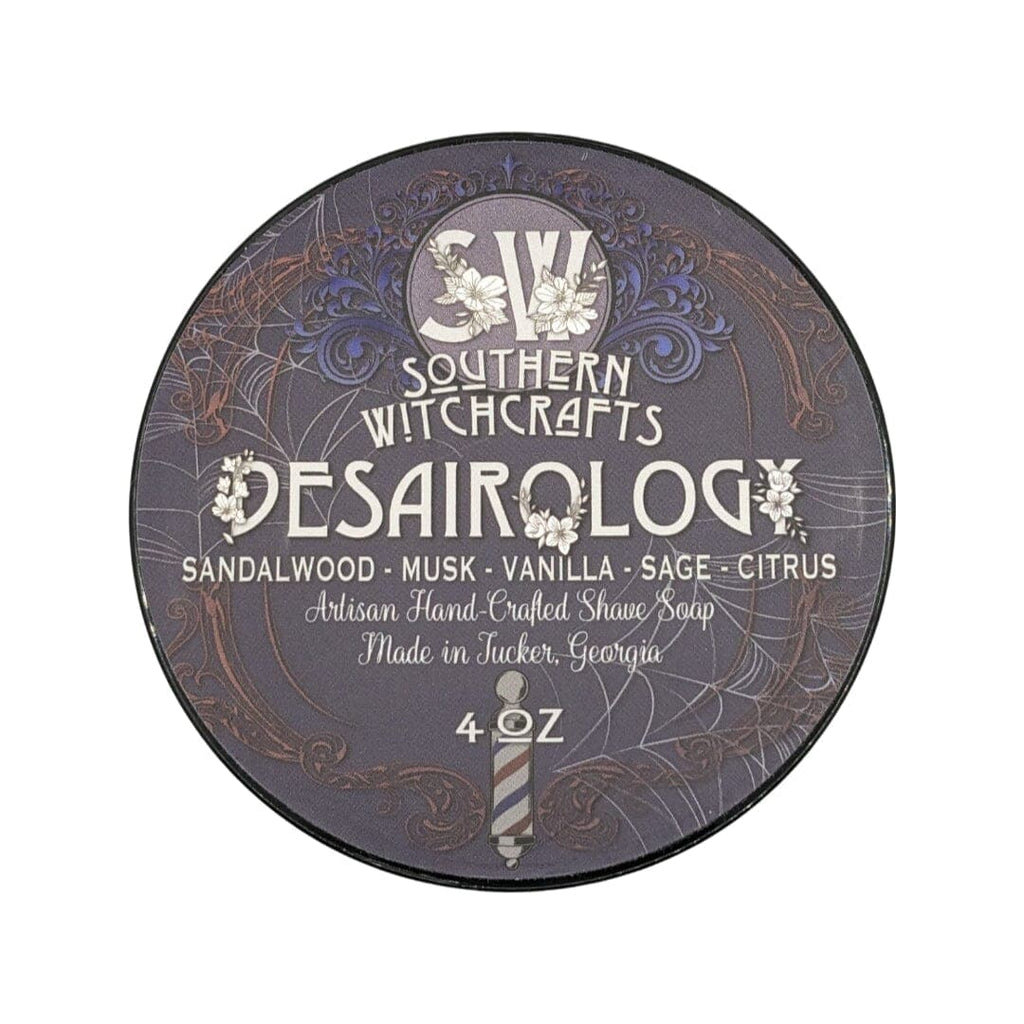 SW
SOUTHERN
WITCHCRAFTS
DESAIROLOGY
SANDALWOOD - MUSK - VANILLA - SAGE - CITRUS
Artisan Hand-Crafted Shave Soap
Made in Tucker, Georgia
4 OZ